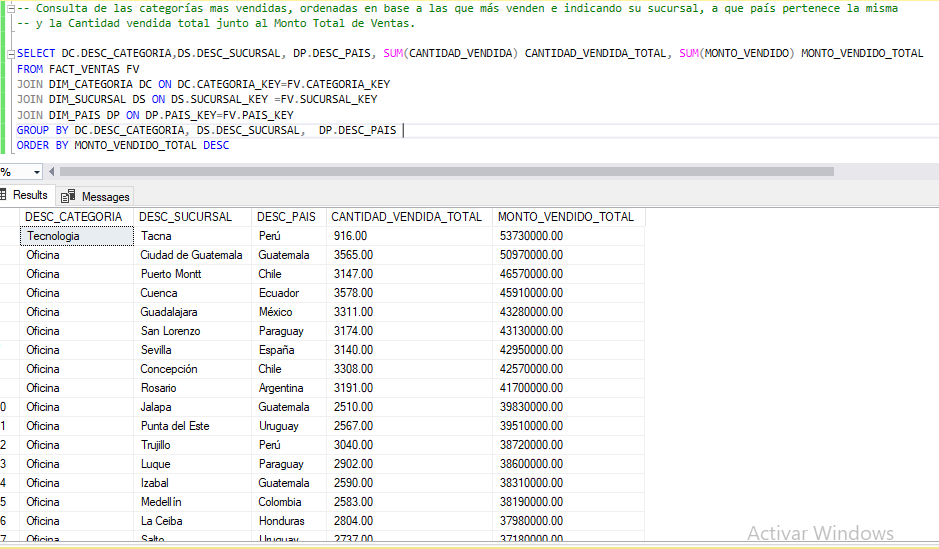 -- Consulta de las categorías mas vendidas, ordenadas en base a las que más venden e indicando su sucursal, a que país pertenece la misma
-- y la Cantidad vendida total junto al Monto Total de Ventas.
SELECT DC.DESC_CATEGORIA,DS.DESC_SUCURSAL, DP.DESC_PAIS, SUM(CANTIDAD_VENDIDA) CANTIDAD_VENDIDA_TOTAL, SUM(MONTO_VENDIDO) MONTO_VENDIDO_TOTAL
FROM FACT_VENTAS FV
JOIN DIM_CATEGORIA DC ON DC.CATEGORIA_KEY=FV.CATEGORIA_KEY
JOIN DIM_SUCURSAL DS ON DS.SUCURSAL_KEY =FV.SUCURSAL_KEY
JOIN DIM_PAIS DP ON DP.PAIS_KEY=FV.PAIS_KEY
GROUP BY DC.DESC_CATEGORIA, DS.DESC_SUCURSAL,  DP.DESC_PAIS
ORDER BY MONTO_VENDIDO_TOTAL DESC
%
Results Messages
DESC_CATEGORIA DESC_SUCURSAL DESC_PAIS CANTIDAD_VENDIDA_TOTAL MONTO_VENDIDO_TOTAL
Tecnologia Tacna Perú 916.00 53730000.00
Oficina Ciudad de Guatemala Guatemala 3565.00 50970000.00
Oficina Puerto Montt Chile 3147.00 46570000.00
Oficina Cuenca Ecuador 3578.00 45910000.00
Oficina Guadalajara México 3311.00 43280000.00
Oficina San Lorenzo Paraguay 3174.00 43130000.00
Oficina Sevilla España 3140.00 42950000.00
Oficina Concepción Chile 3308.00 42570000.00
Oficina Rosario Argentina 3191.00 41700000.00
0 Oficina Jalapa Guatemala 2510.00 39830000.00
1 Oficina Punta del Este Uruguay 2567.00 39510000.00
2 Oficina Trujillo Perú 3040.00 38720000.00
3 Oficina Luque Paraguay 2902.00 38600000.00
4 Oficina Izabal Guatemala 2590.00 38310000.00
5 Oficina Medellín Colombia 2583.00 38190000.00
6 Oficina La Ceiba Honduras 2804.00 37980000.00
7 Oficina Salto Uruguay 2737.00 37180000.00
Activar Windows